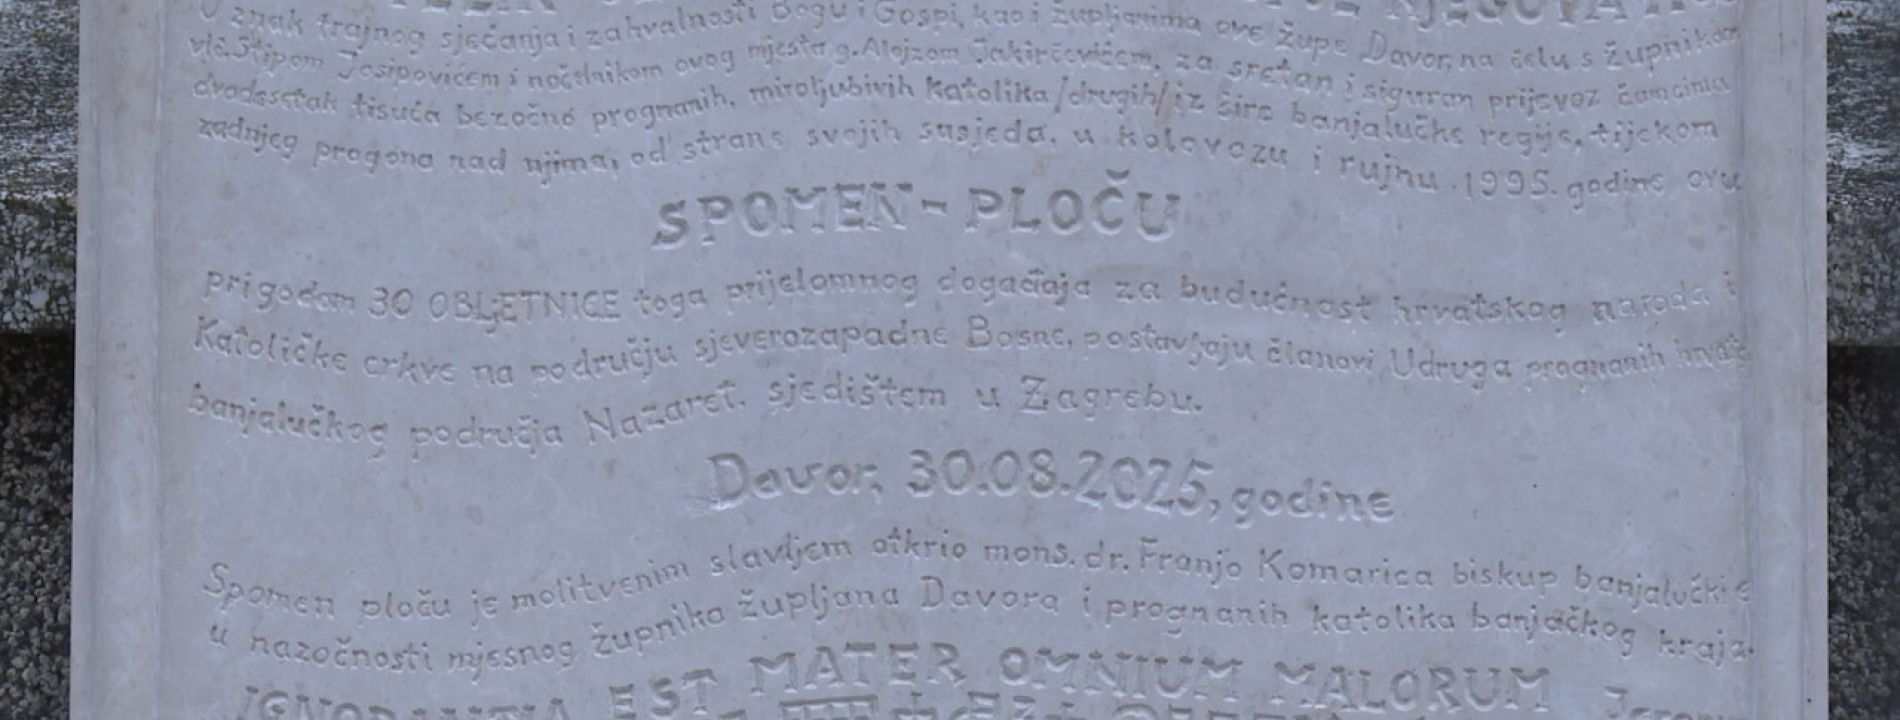 U znak trajnog sjećanja i zahvalnosti Bogu i Gospi, kao i župljanima ove župe Davor, na čelu s župnikom
vlč. Stipom Josipovićem i načelnikom ovog mjesta g. Alojzom Jakirčevićem, za sretan i siguran prijevoz čamcima
dvadesetak tisuća bezočno prognanih, miroljubivih katolika /drugih/ iz šire banjalučke regije, tijekom
zadnjeg progona nad njima, od strane svojih susjeda, u kolovozu i rujnu 1995. godine ovu
SPOMEN-PLOČU
prigodom 30 OBLJETNICE toga prijelomnog događaja za budućnost hrvatskog naroda i
Katoličke crkve na području sjeverozapadne Bosne, postavljaju članovi Udruga prognanih
banjalučkog područja Nazaret, sjedištem u Zagrebu.
Davor, 30.08.2025, godine
Spomen ploču je molitvenim slavljem otkrio mons. dr. Franjo Komarica biskup banjalučki
u nazočnosti mjesnog župnika župljana Davora i prognanih katolika banjačkog kraja.
IGNORANTIA EST MATER OMNIUM MALORUM